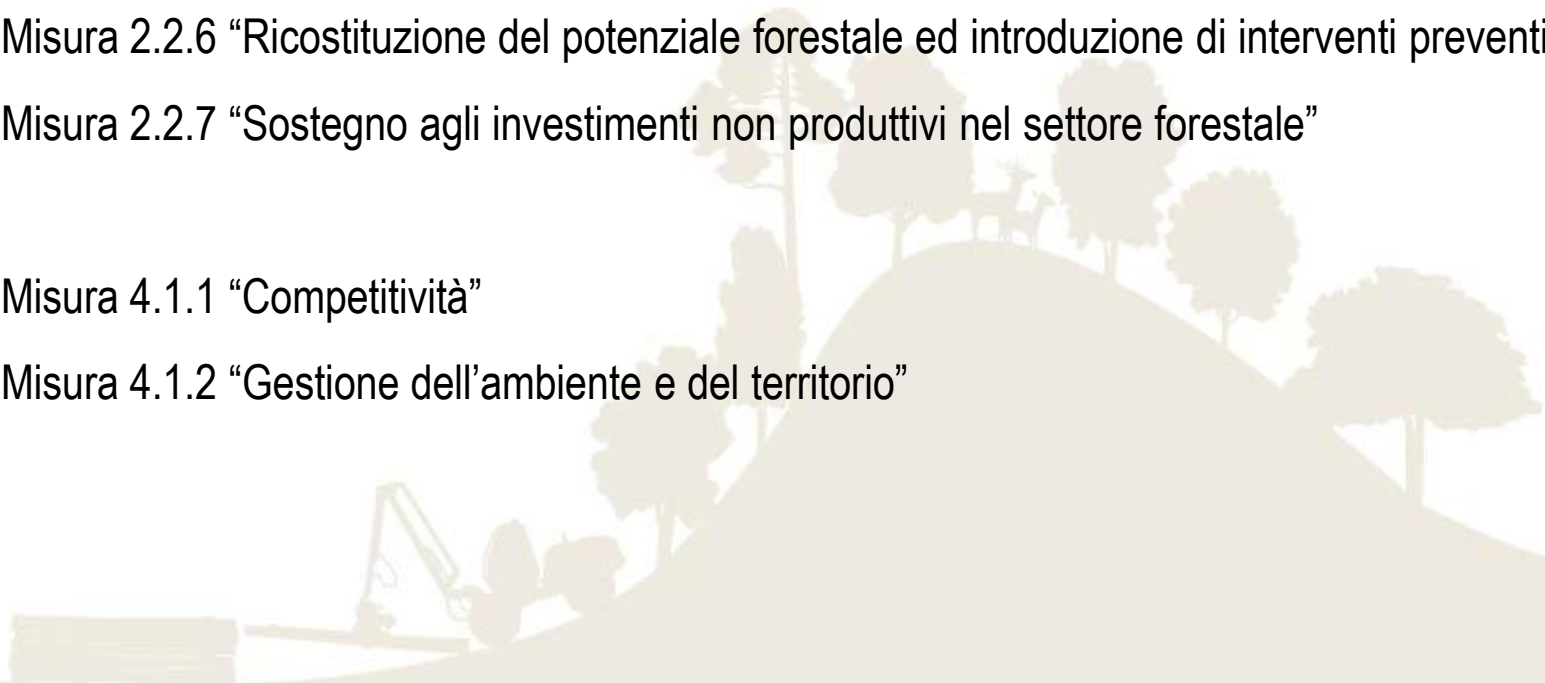 Misura 2.2.6 “Ricostituzione del potenziale forestale ed introduzione di interventi preventi
Misura 2.2.7 “Sostegno agli investimenti non produttivi nel settore forestale”
Misura 4.1.1 “Competitività”
Misura 4.1.2 “Gestione dell’ambiente e del territorio”